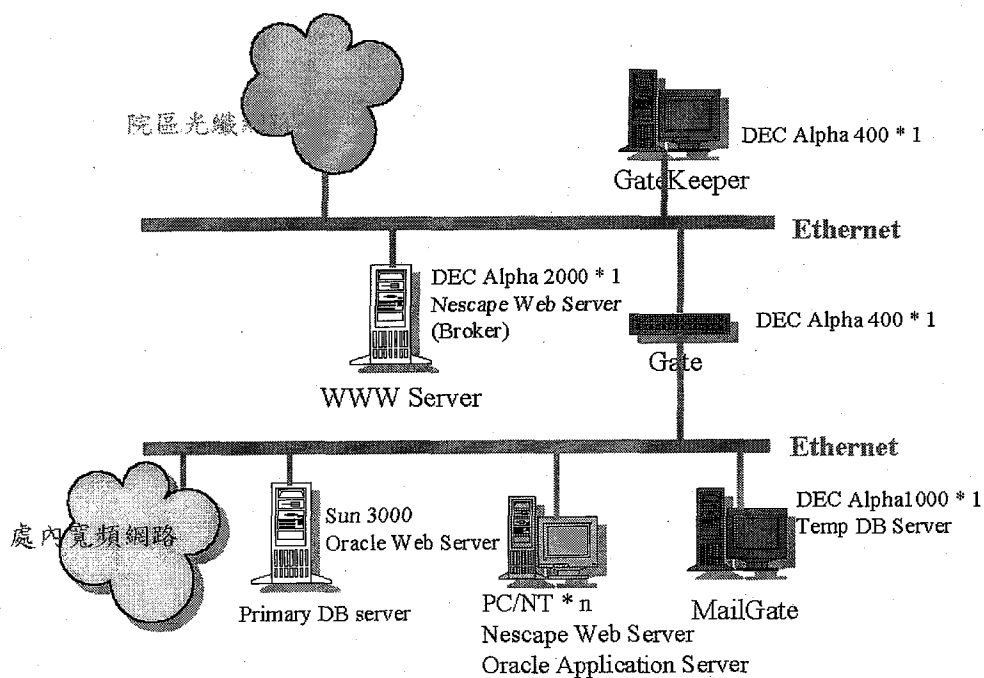 院區光纖
DEC Alpha 400 * 1
GateKeeper
Ethernet
DEC Alpha 2000 * 1
Nescape Web Server
(Broker)
WWW Server
DEC Alpha 400 * 1
Gate
Ethernet
處內寬頻網路
Sun 3000
Oracle Web Server
Primary DB server
PC/NT * n
Nescape Web Server
Oracle Application Server
DEC Alpha1000 * 1
Temp DB Server
MailGate